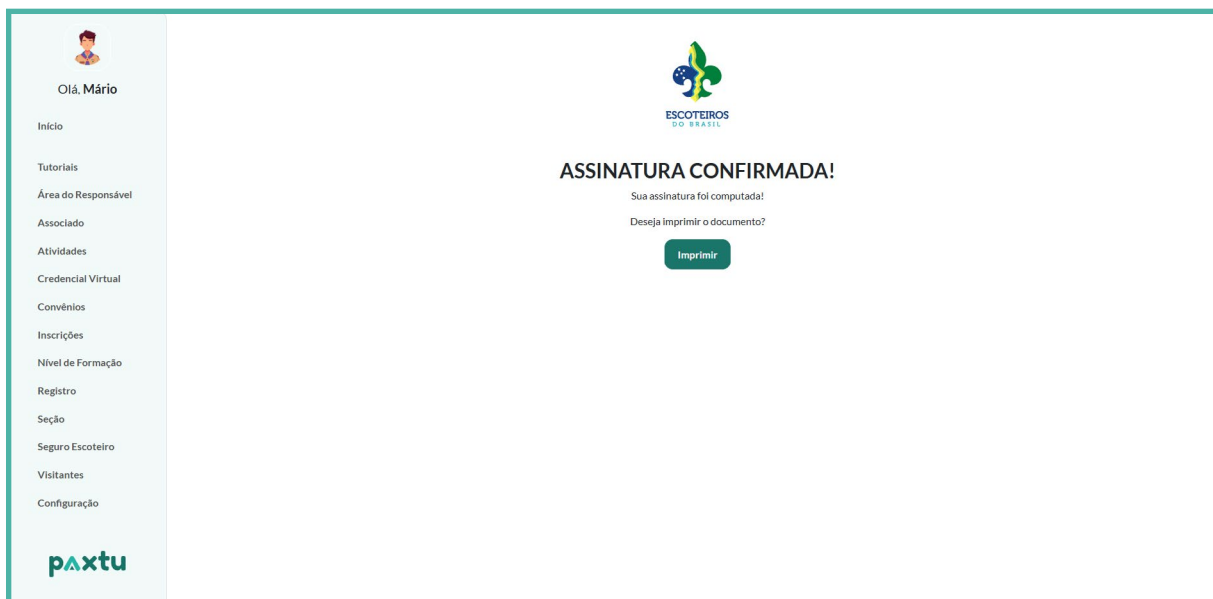 Olá, Mário
Início
Tutoriais
Área do Responsável
Associado
Atividades
Credencial Virtual
Convênios
Inscrições
Nível de Formação
Registro
Seção
Seguro Escoteiro
Visitantes
Configuração
paxtu
ESCOTEIROS
DO BRASIL
ASSINATURA CONFIRMADA!
Sua assinatura foi computada!
Deseja imprimir o documento?
Imprimir